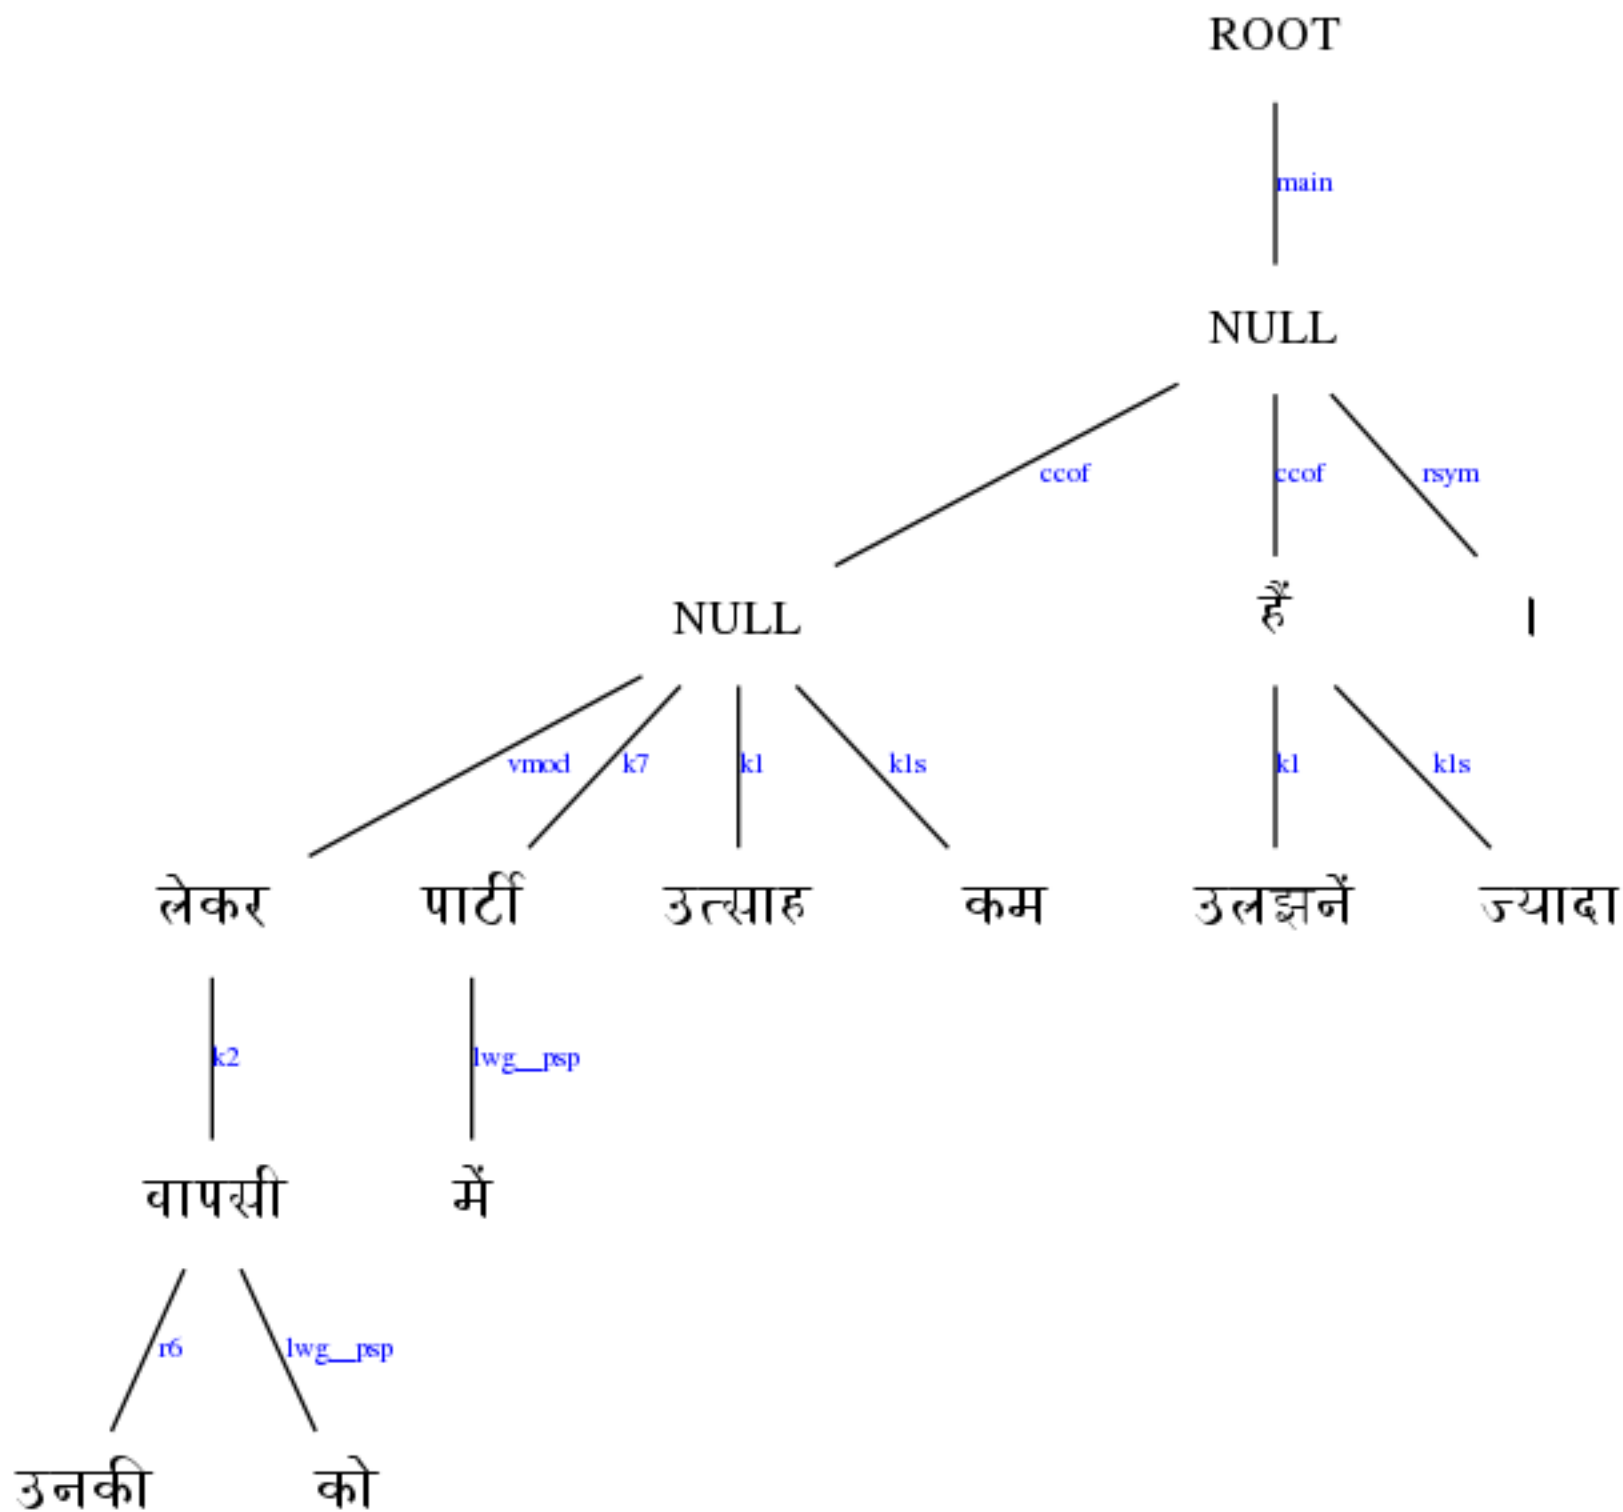 ROOT
main
NULL
ccof ccof rsym
NULL हैं ।
vmod k7 k1 k1s k1 k1s
लेकर पार्टी उत्साह कम उलझनें ज्यादा
k2 lwg__psp
वापसी में
r6 lwg__psp
उनकी को